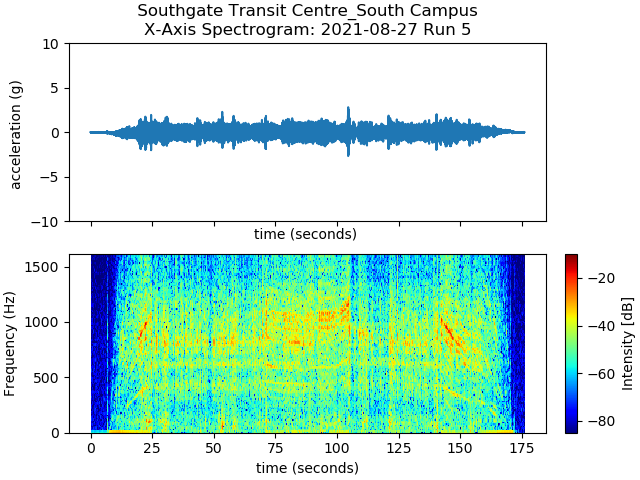 Southgate Transit Centre_South Campus
X-Axis Spectrogram: 2021-08-27 Run 5
10
5
0
−5
−10
acceleration (g)
time (seconds)
1500
1000
500
0
Frequency (Hz)
0 25 50 75 100 125 150 175
time (seconds)
−20
−40
−60
−80
Intensity [dB]